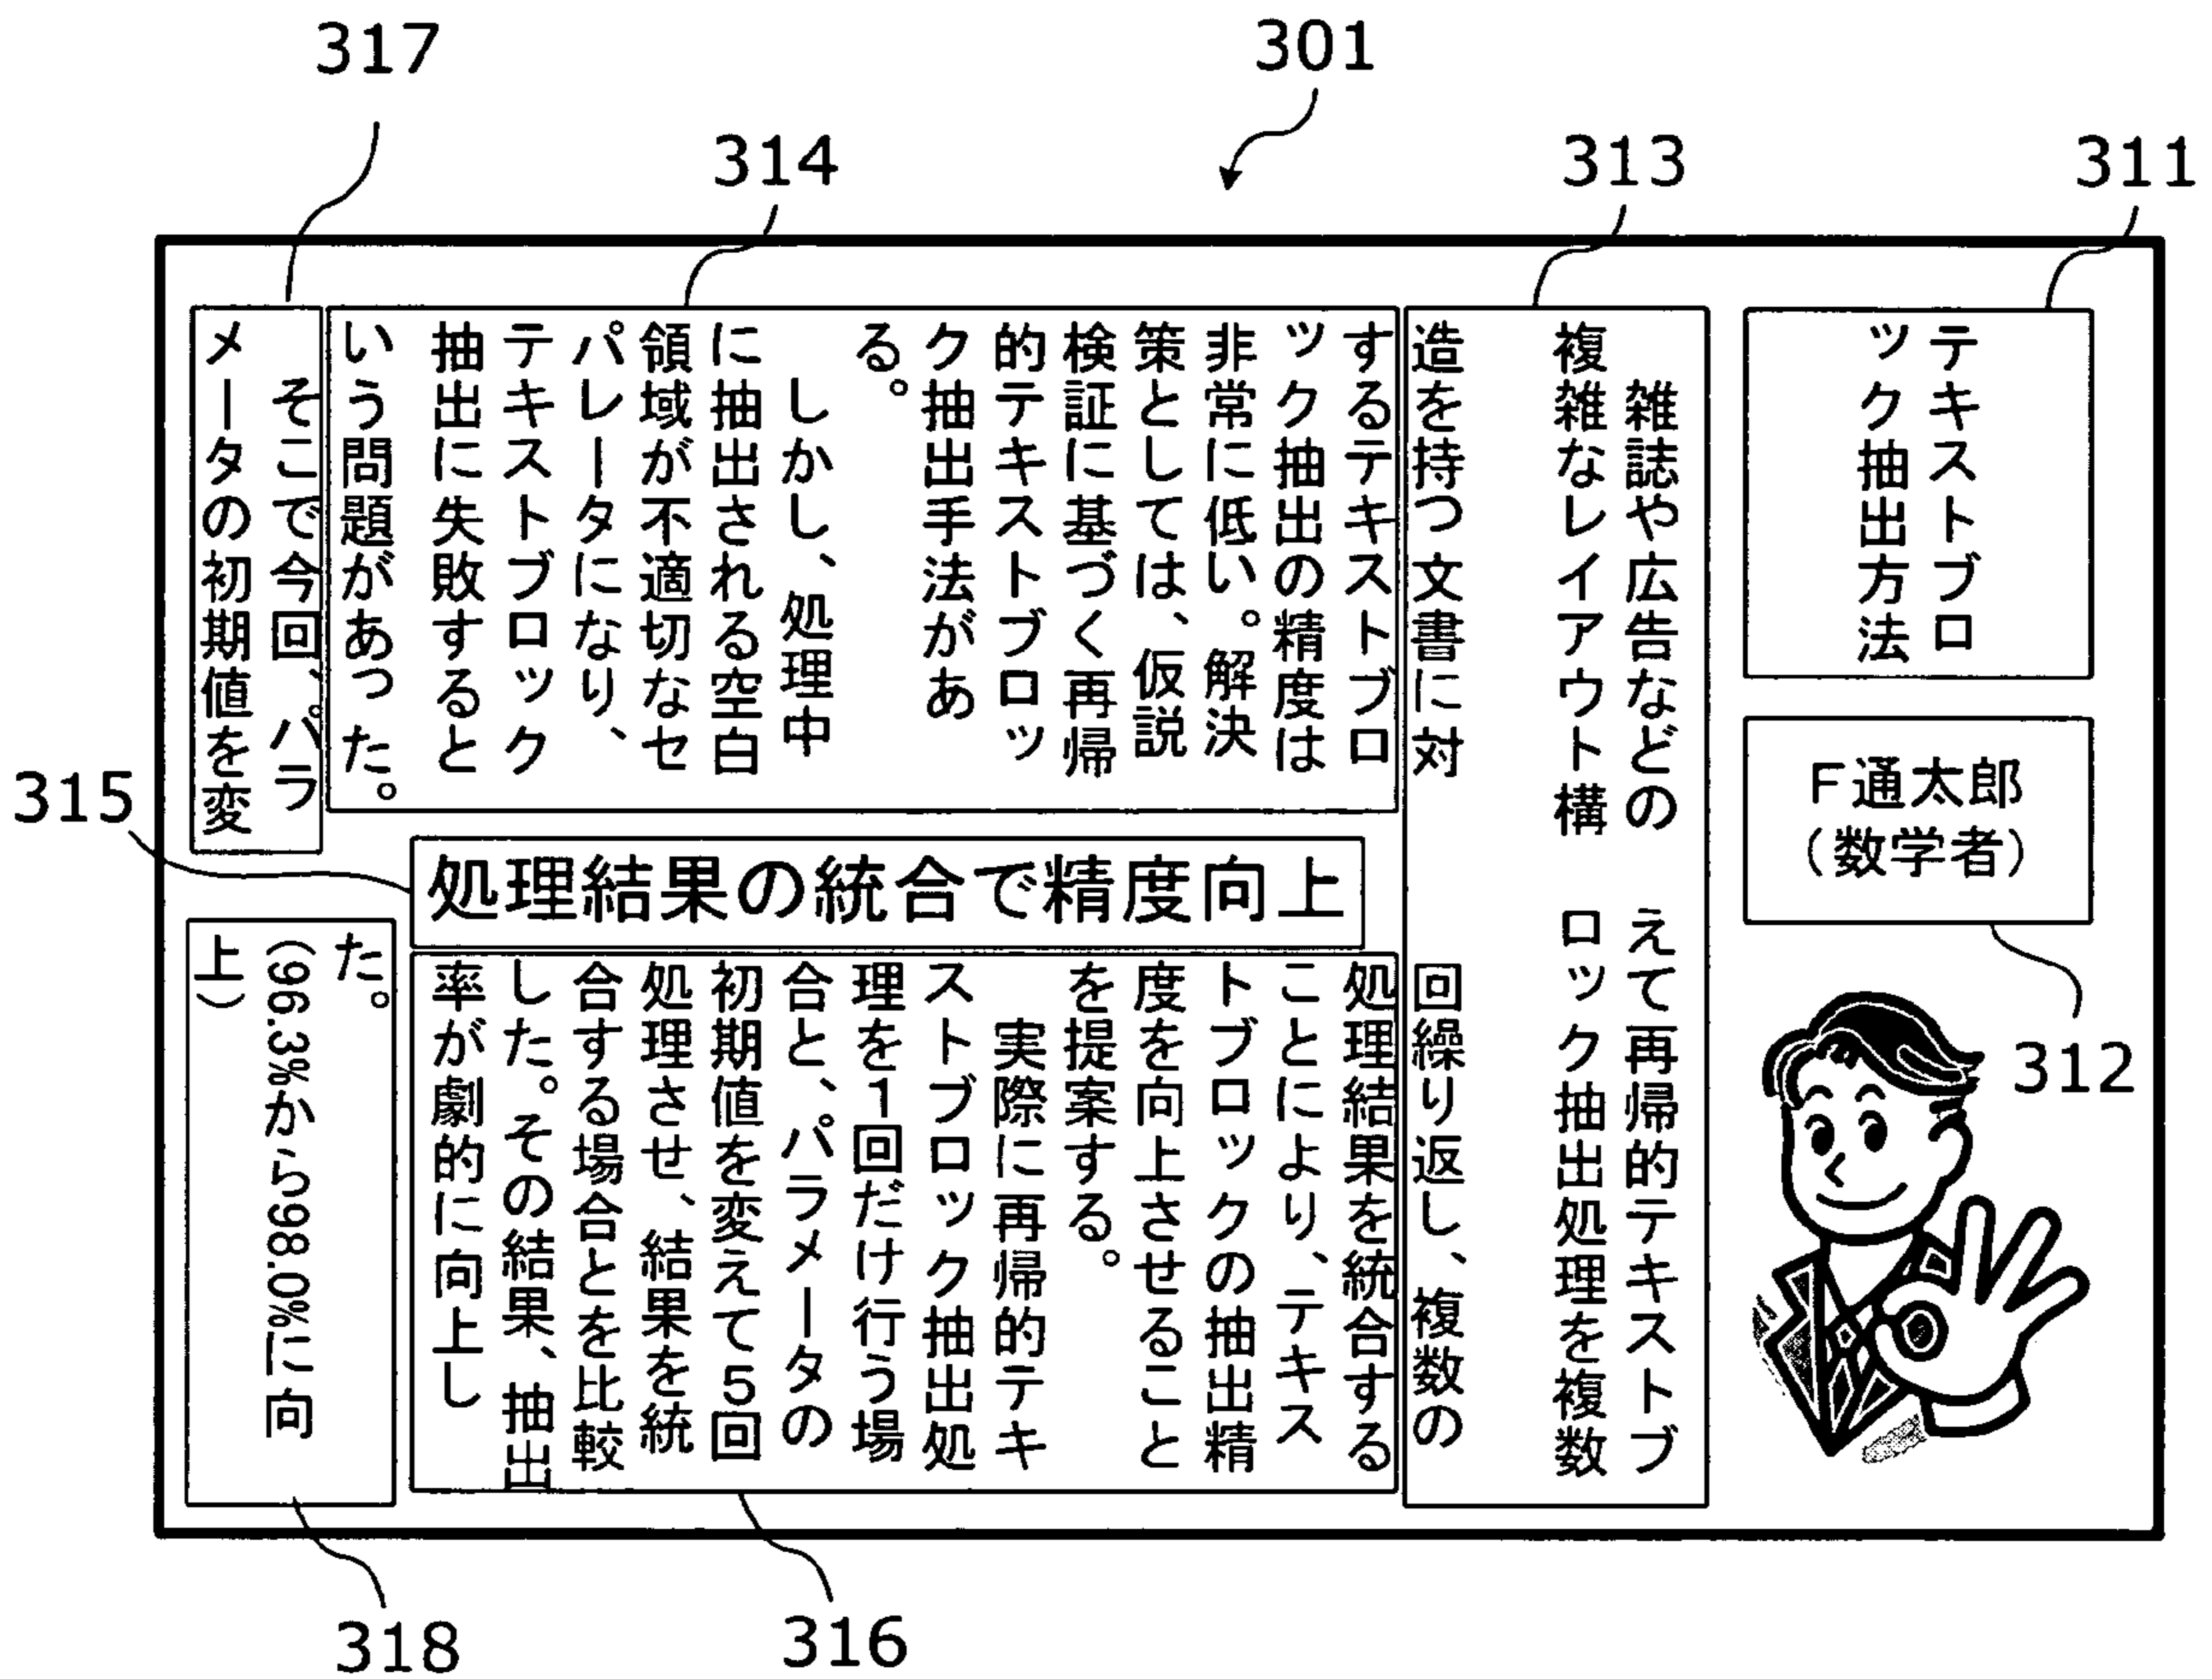 301
311
テキストブロ
ック抽出方法
312
F通太郎
(数学者)
313
314
317
雑誌や広告などの
複雑なレイアウト構
造を持つ文書に対
するテキストブロ
ック抽出の精度は
非常に低い。解決
策としては、仮説
検証に基づく再帰
的テキストブロッ
ク抽出手法があ
る。
しかし、処理中
に抽出される空白
領域が不適切なセ
パレータになり、
テキストブロック
抽出に失敗すると
いう問題があった。
そこで今回、パラ
メータの初期値を変
315
処理結果の統合で精度向上
えて再帰的テキストブ
ロック抽出処理を複数
回繰り返し、複数の
処理結果を統合する
ことにより、テキス
トブロックの抽出精
度を向上させること
を提案する。
実際に再帰的テキ
ストブロック抽出処
理を1回だけ行う場
合と、パラメータの
初期値を変えて5回
処理させ、結果を統
合する場合とを比較
した。その結果、抽出
率が劇的に向上し
た。
(96.3%から98.0%に向
上)
316
318